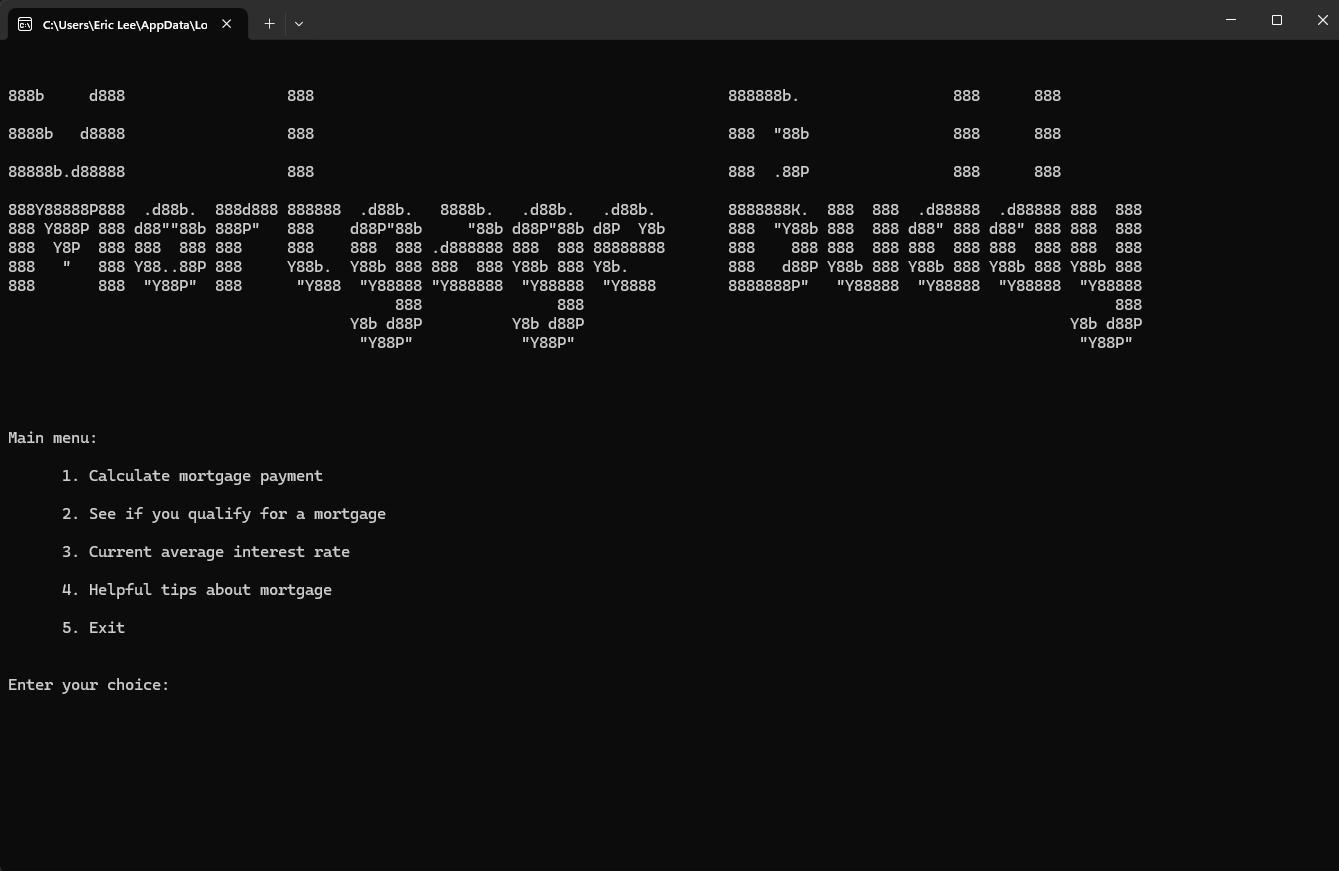 C:\Users\Eric Lee\AppData\Lo
888b     d888                  888                                              888888b.                 888      888
8888b   d8888                  888                                              888  "88b                888      888
88888b.d88888                  888                                              888  .88P                888      888
888Y88888P888  .d88b.  888d888 888888  .d88b.   8888b.   .d88b.   .d88b.        8888888K.  888  888  .d88888  .d88888 888  888
888 Y888P 888 d88""88b 888P"   888    d88P"88b     "88b d88P"88b d8P  Y8b       888  "Y88b 888  888 d88" 888 d88" 888 888  888
888  Y8P  888 888  888 888     888    888  888 .d888888 888  888 88888888       888    888 888  888 888  888 888  888 888  888
888   "   888 Y88..88P 888     Y88b.  Y88b 888 888  888 Y88b 888 Y8b.           888   d88P Y88b 888 Y88b 888 Y88b 888 Y88b 888
888       888  "Y88P"  888      "Y888  "Y88888 "Y888888  "Y88888  "Y8888        8888888P"   "Y88888  "Y88888  "Y88888  "Y88888
                                           888               888                                                           888
                                      Y8b d88P          Y8b d88P                                                      Y8b d88P
                                       "Y88P"            "Y88P"                                                        "Y88P"
Main menu:
1. Calculate mortgage payment
2. See if you qualify for a mortgage
3. Current average interest rate
4. Helpful tips about mortgage
5. Exit
Enter your choice: